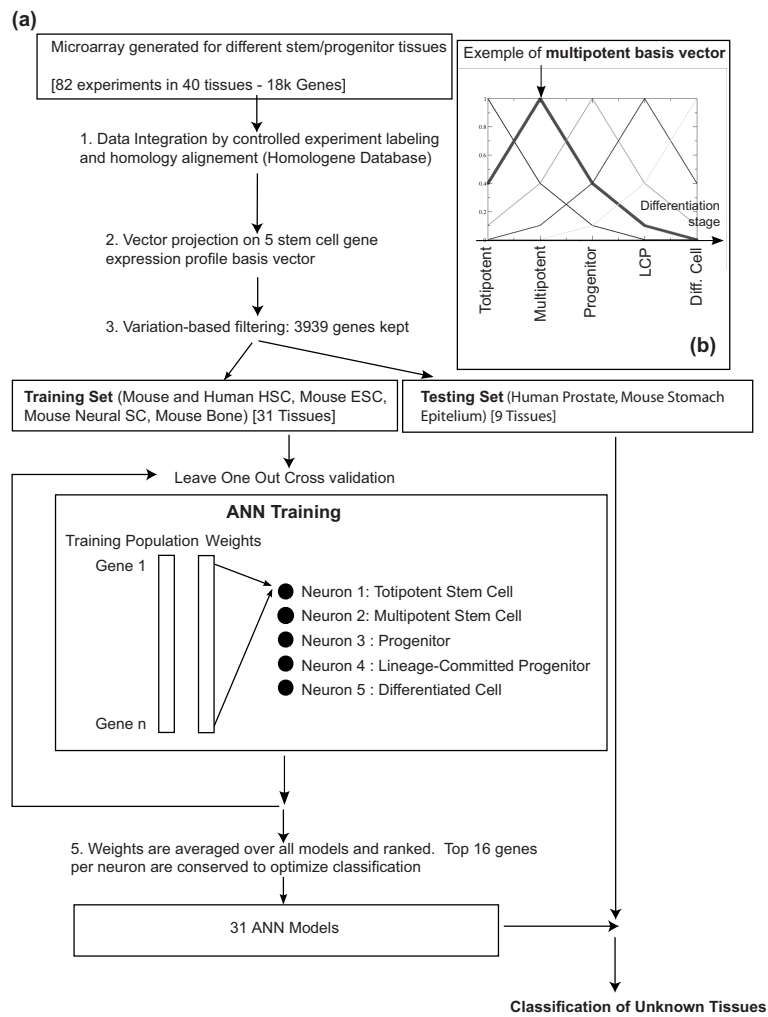 (a)
Microarray generated for different stem/progenitor tissues
[82 experiments in 40 tissues - 18k Genes]
1. Data Integration by controlled experiment labeling
and homology alignement (Homologene Database)
2. Vector projection on 5 stem cell gene
expression profile basis vector
3. Variation-based filtering: 3939 genes kept
Exemple of multipotent basis vector
1
0.8
0.6
0.4
0.2
0
Differentiation
stage
Totipotent
Multipotent
Progenitor
LCP
Diff. Cell
(b)
Training Set (Mouse and Human HSC, Mouse ESC,
Mouse Neural SC, Mouse Bone) [31 Tissues]
Testing Set (Human Prostate, Mouse Stomach
Epitelium) [9 Tissues]
Leave One Out Cross validation
ANN Training
Training Population Weights
Gene 1
Gene n
Neuron 1: Totipotent Stem Cell
Neuron 2: Multipotent Stem Cell
Neuron 3 : Progenitor
Neuron 4 : Lineage-Committed Progenitor
Neuron 5 : Differentiated Cell
5. Weights are averaged over all models and ranked. Top 16 genes
per neuron are conserved to optimize classification
31 ANN Models
Classification of Unknown Tissues